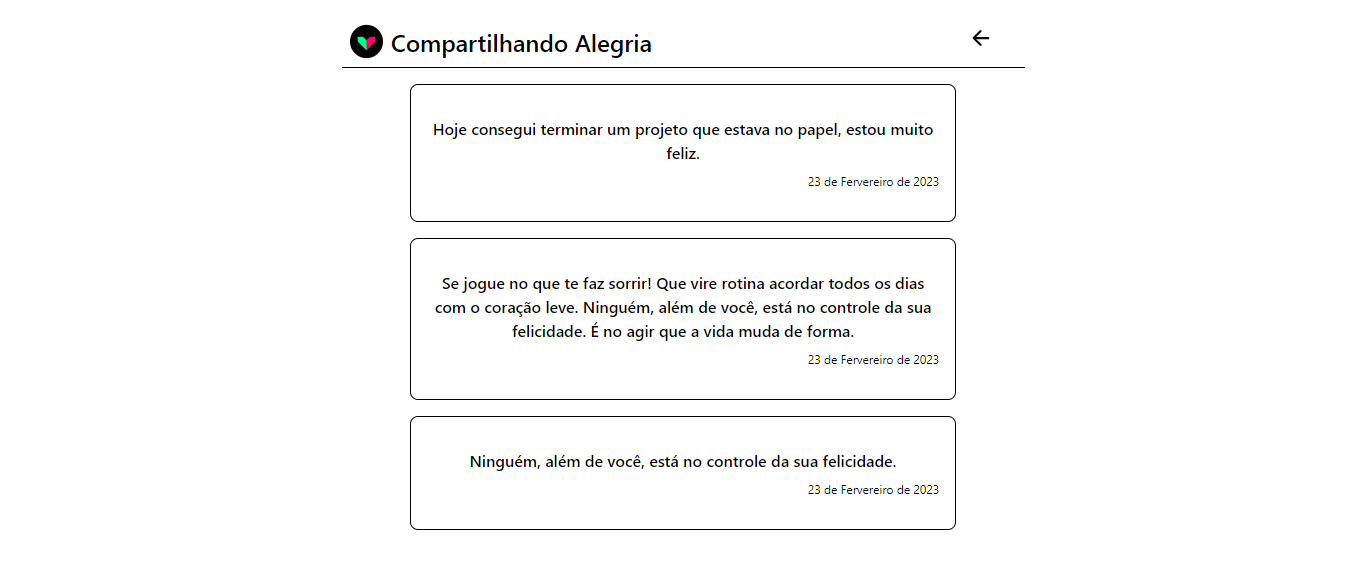 Compartilhando Alegria
Hoje consegui terminar um projeto que estava no papel, estou muito
feliz.
23 de Fervereiro de 2023
Se jogue no que te faz sorrir! Que vire rotina acordar todos os dias
com o coração leve. Ninguém, além de você, está no controle da sua
felicidade. É no agir que a vida muda de forma.
23 de Fervereiro de 2023
Ninguém, além de você, está no controle da sua felicidade.
23 de Fervereiro de 2023